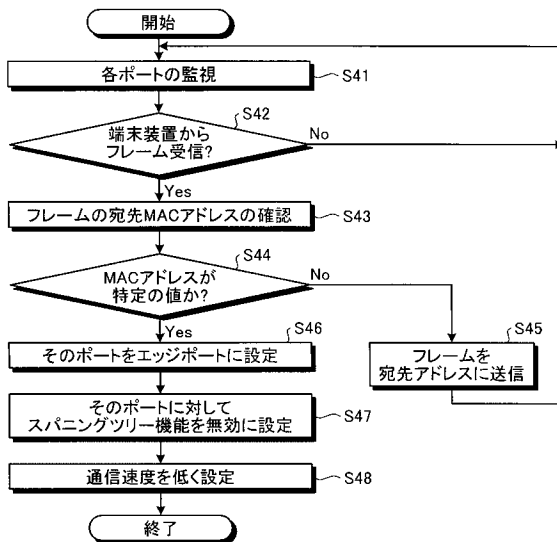 開始
各ポートの監視
S41
S42
端末装置から
フレーム受信?
No
Yes
フレームの宛先MACアドレスの確認
S43
S44
MACアドレスが
特定の値か?
No
Yes
S46
そのポートをエッジポートに設定
S45
フレームを
宛先アドレスに送信
そのポートに対して
スパニングツリー機能を無効に設定
S47
通信速度を低く設定
S48
終了